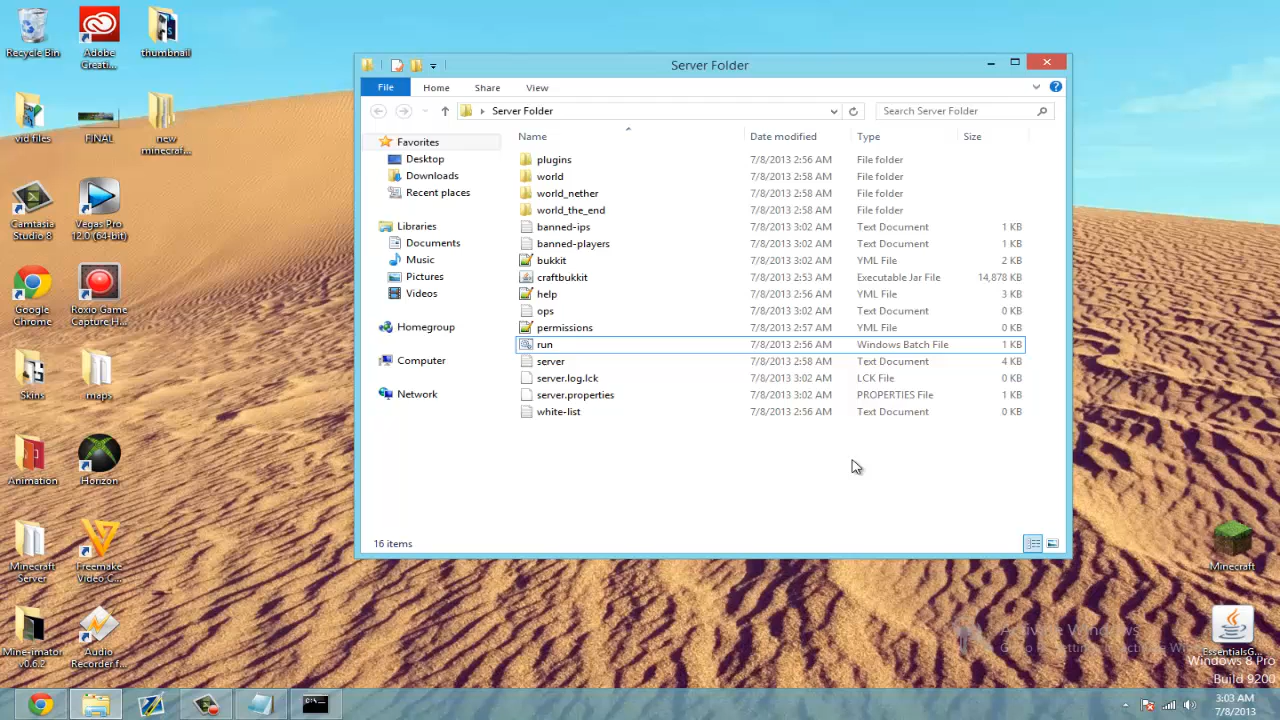 Recycle Bin
Adobe
Creati...
thumbnail
vid files
FINAL
new
minecraf...
Camtasia
Studio 8
Vegas Pro
12.0 (64-bit)
Google
Chrome
Roxio Game
Capture H...
Skins
maps
Animation
Horizon
Minecraft
Server
Freemake
Video C...
Mine-imator
v0.6.2
Audio
Recorder f...
Server Folder
File
Home
Share
View
Server Folder
Search Server Folder
Favorites
Desktop
Downloads
Recent places
Libraries
Documents
Music
Pictures
Videos
Homegroup
Computer
Network
Name Date modified Type Size
plugins 7/8/2013 2:56 AM File folder
world 7/8/2013 2:58 AM File folder
world_nether 7/8/2013 2:58 AM File folder
world_the_end 7/8/2013 2:58 AM File folder
banned-ips 7/8/2013 3:02 AM Text Document 1 KB
banned-players 7/8/2013 3:02 AM Text Document 1 KB
bukkit 7/8/2013 3:02 AM YML File 2 KB
craftbukkit 7/8/2013 2:53 AM Executable Jar File 14,878 KB
help 7/8/2013 2:56 AM YML File 3 KB
ops 7/8/2013 3:02 AM Text Document 0 KB
permissions 7/8/2013 2:57 AM YML File 0 KB
run 7/8/2013 2:56 AM Windows Batch File 1 KB
server 7/8/2013 2:58 AM Text Document 4 KB
server.log.lck 7/8/2013 3:02 AM LCK File 0 KB
server.properties 7/8/2013 3:02 AM PROPERTIES File 1 KB
white-list 7/8/2013 2:56 AM Text Document 0 KB
16 items
Minecraft
Activate Windows
EssentialsG...
Windows 8 Pro
Build 9200
3:03 AM
7/8/2013